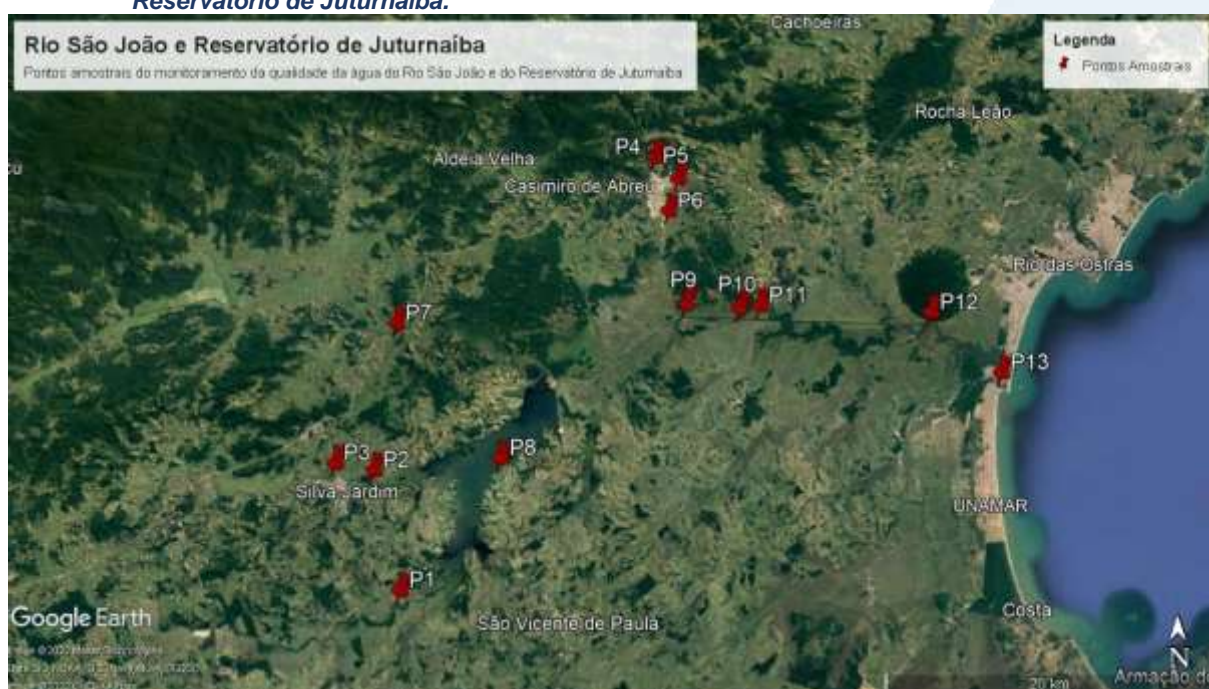 Reservatório de Juturnaíba.
Cachoeiras
Rio São João e Reservatório de Juturnaíba
Pontos amostrais do monitoramento da qualidade da água do Rio São João e do Reservatório de Juturnaíba
Legenda
Pontos Amostrais
Rocha Leão
P4
P5
Aldeia Velha
Casimiro de Abreu
P6
Rio das Ostras
P7
P9
P10
P11
P12
P13
P3
P2
P8
Silva Jardim
UNAMAR
P1
Google Earth
São Vicente de Paula
Costa
N
20 km
Armação d